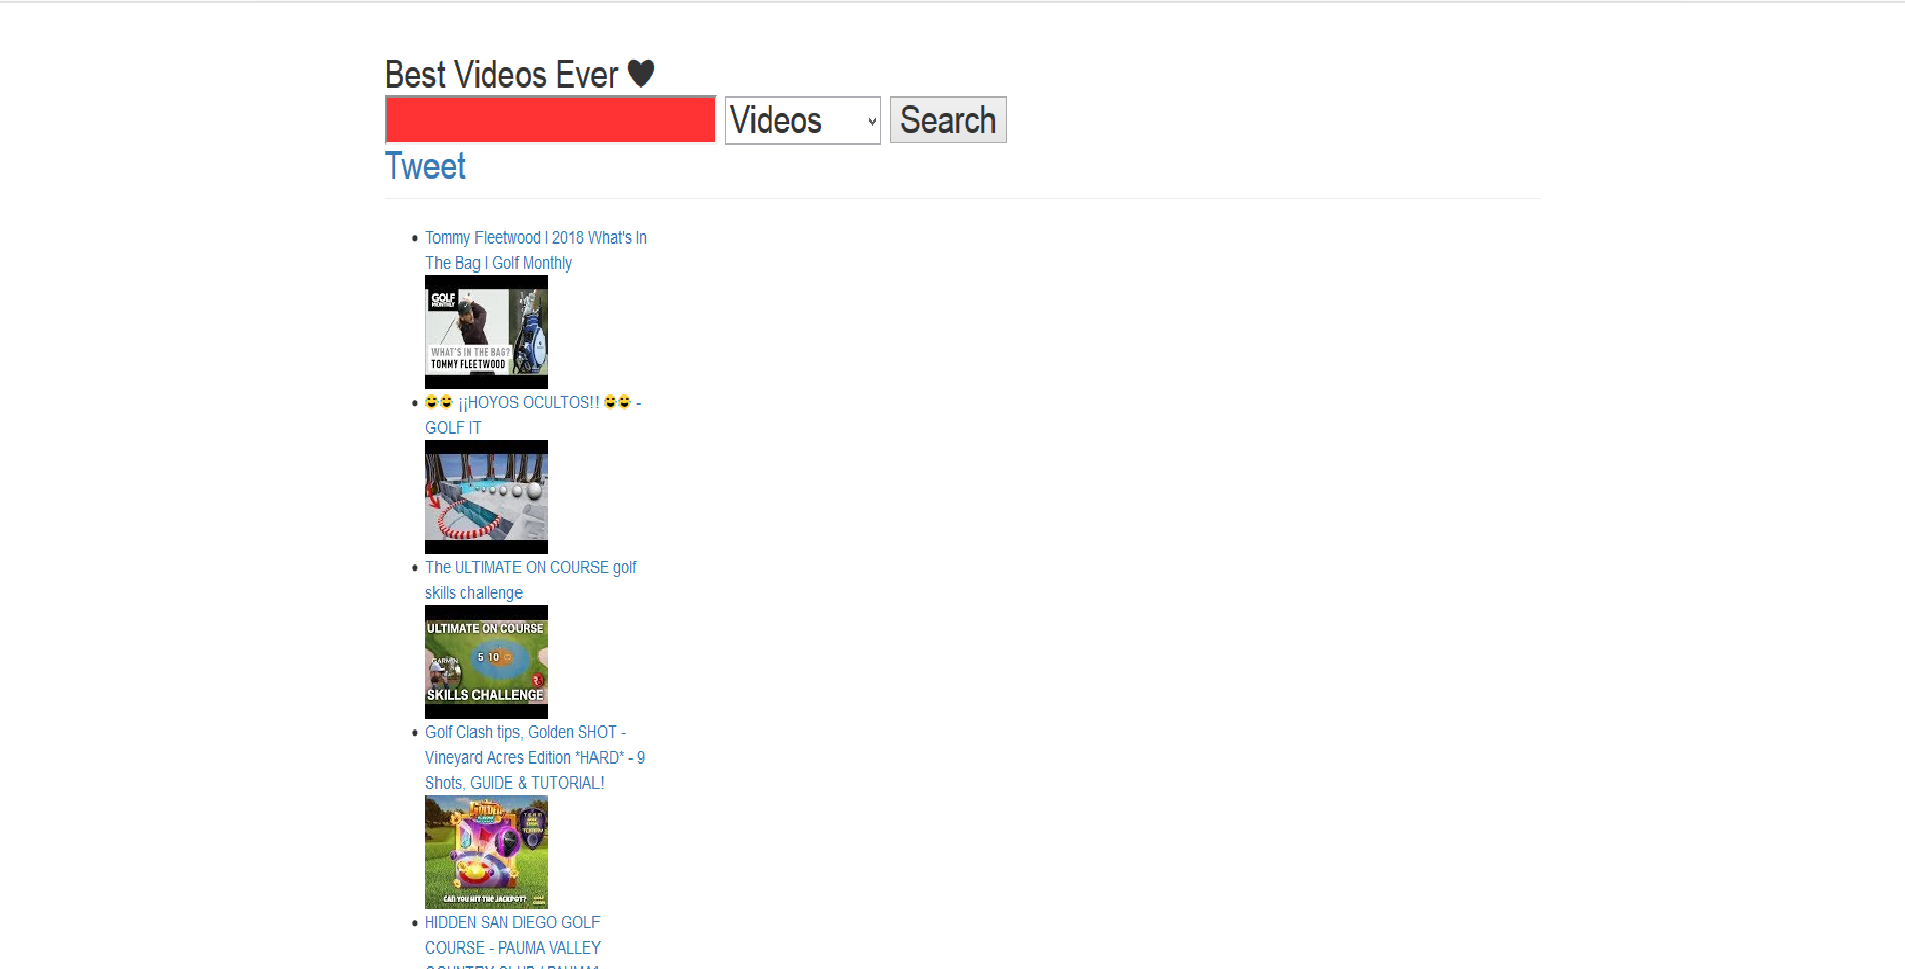 Best Videos Ever ♥
Videos
Search
Tweet
Tommy Fleetwood I 2018 What's In
The Bag I Golf Monthly
GOLF
MONTHLY
WHAT'S IN THE BAG?
TOMMY FLEETWOOD
😂😂 ¡¡HOYOS OCULTOS!! 😂😂 -
GOLF IT
The ULTIMATE ON COURSE golf
skills challenge
ULTIMATE ON COURSE
GARMIN
5 10
SKILLS CHALLENGE
Golf Clash tips, Golden SHOT -
Vineyard Acres Edition *HARD* - 9
Shots, GUIDE & TUTORIAL!
GOLDEN
TEAM
CAN YOU HIT THE JACKPOT?
HIDDEN SAN DIEGO GOLF
COURSE - PAUMA VALLEY